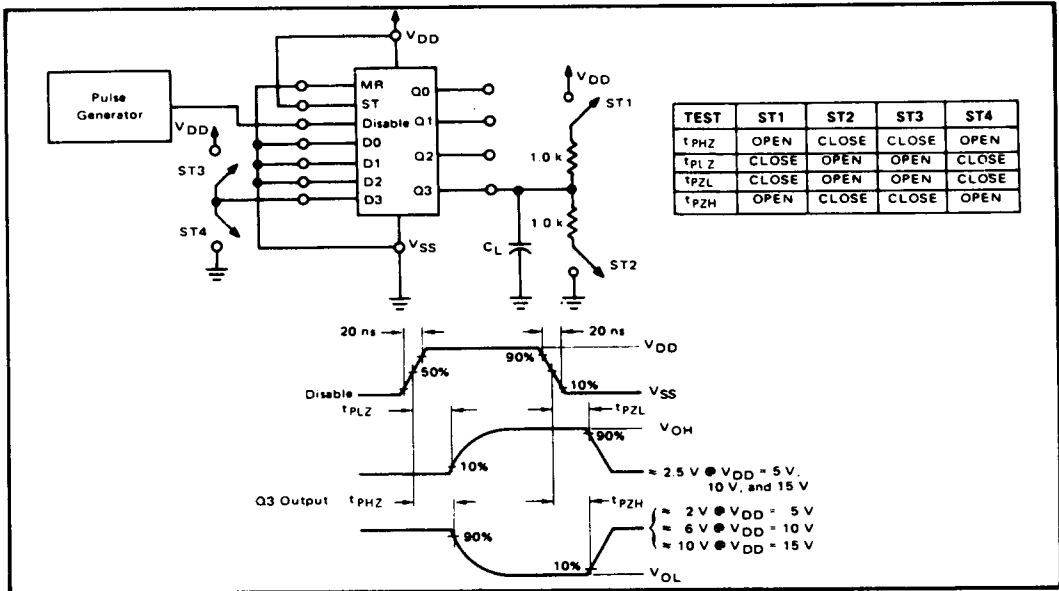 VDD
Pulse
Generator
VDD
ST3
ST4
MR
ST
Disable
D0
D1
D2
D3
Q0
Q1
Q2
Q3
VSS
CL
VDD
ST1
1.0 k
1.0 k
ST2
TEST ST1 ST2 ST3 ST4
tPHZ OPEN CLOSE CLOSE OPEN
tPLZ CLOSE OPEN OPEN CLOSE
tPZL CLOSE OPEN OPEN CLOSE
tPZH OPEN CLOSE CLOSE OPEN
20 ns
20 ns
VDD
90%
50%
10%
Disable
VSS
tPLZ
tPZL
VOH
90%
10%
≈ 2.5 V @ VDD = 5 V,
10 V, and 15 V
Q3 Output
tPHZ
tPZH
≈ 2 V @ VDD = 5 V
≈ 6 V @ VDD = 10 V
≈ 10 V @ VDD = 15 V
90%
10%
VOL